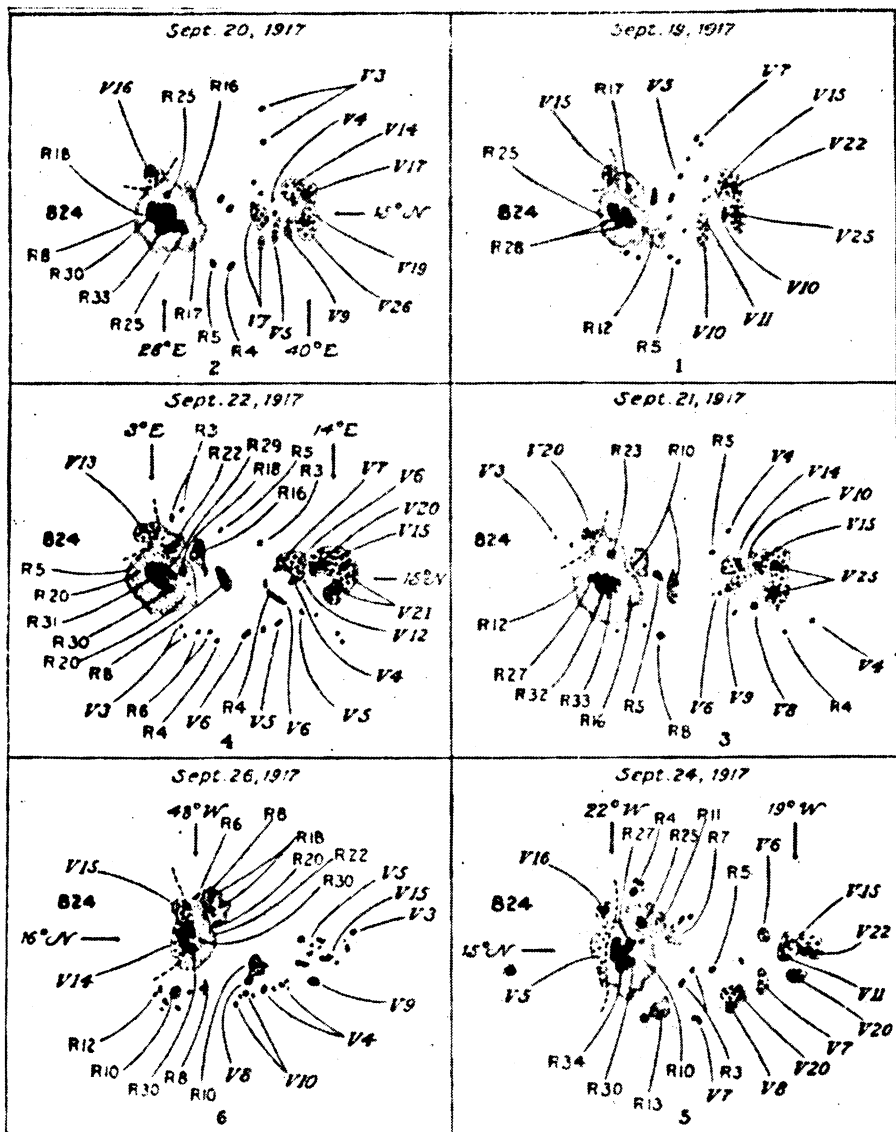 Sept. 20, 1917
V16
R25
R16
V3
V4
V14
V17
R18
824
15°N
R8
R30
R33
R25
R17
R5
R4
V7
V5
V9
V26
V19
26°E
40°E
2
Sept. 19, 1917
V15
R17
V5
V7
V15
V22
R25
824
R28
V25
V10
R12
R5
V10
V11
1
Sept. 22, 1917
3°E
R3
R22
R29
R18
R5
R3
R16
14°E
V7
V6
V20
V15
V13
824
15°N
R5
R20
R31
R30
R20
R8
V21
V12
V4
V3
R6
R4
V6
R4
V5
V6
V5
4
Sept. 21, 1917
V3
V20
R23
R10
R5
V4
V14
V10
V15
824
V25
R12
R27
R32
R33
R16
R5
R8
V6
V9
V8
R4
V4
3
Sept. 26, 1917
48°W
R6
R8
R18
R20
R22
R30
V5
V15
V3
V15
824
16°N
V14
V9
R12
R10
R30
R8
R10
V8
V10
V4
6
Sept. 24, 1917
22°W
R4
R11
R27
R25
R7
19°W
V6
R5
V16
V15
824
V22
15°N
V5
V11
V20
R34
R30
R13
R10
V7
R3
V8
V20
V7
5